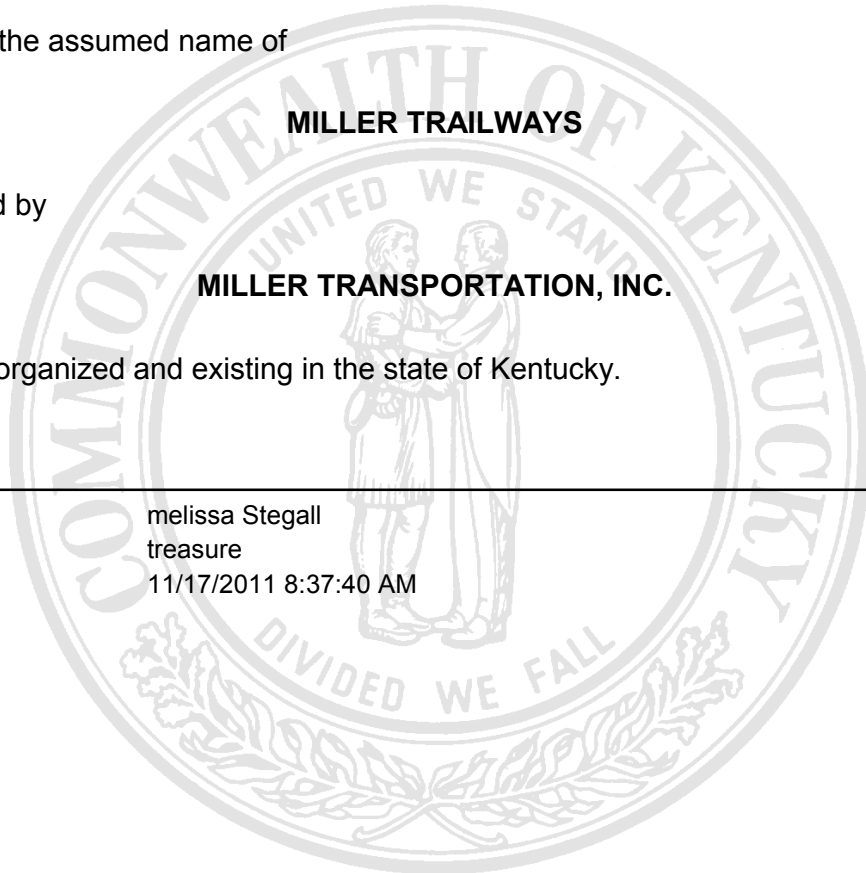 the assumed name of
MILLER TRAILWAYS
d by
MILLER TRANSPORTATION, INC.
organized and existing in the state of Kentucky.
melissa Stegall
treasure
11/17/2011 8:37:40 AM
COMMONWEALTH OF KENTUCKY
UNITED WE STAND
DIVIDED WE FALL